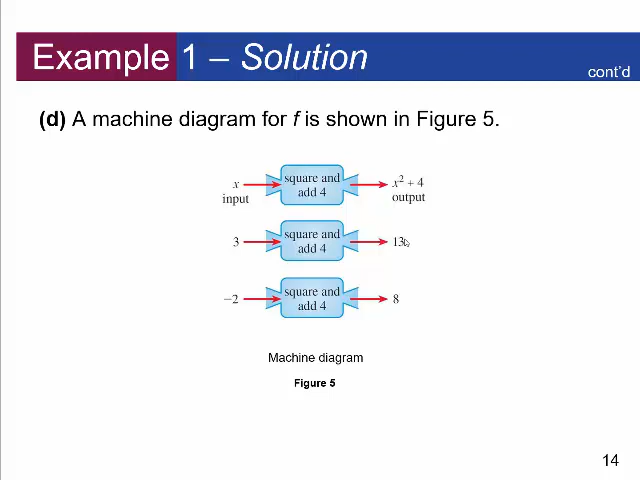 Example 1 – Solution
cont'd
(d) A machine diagram for f is shown in Figure 5.
x
input
square and
add 4
x² + 4
output
3
square and
add 4
13
−2
square and
add 4
8
Machine diagram
Figure 5
14